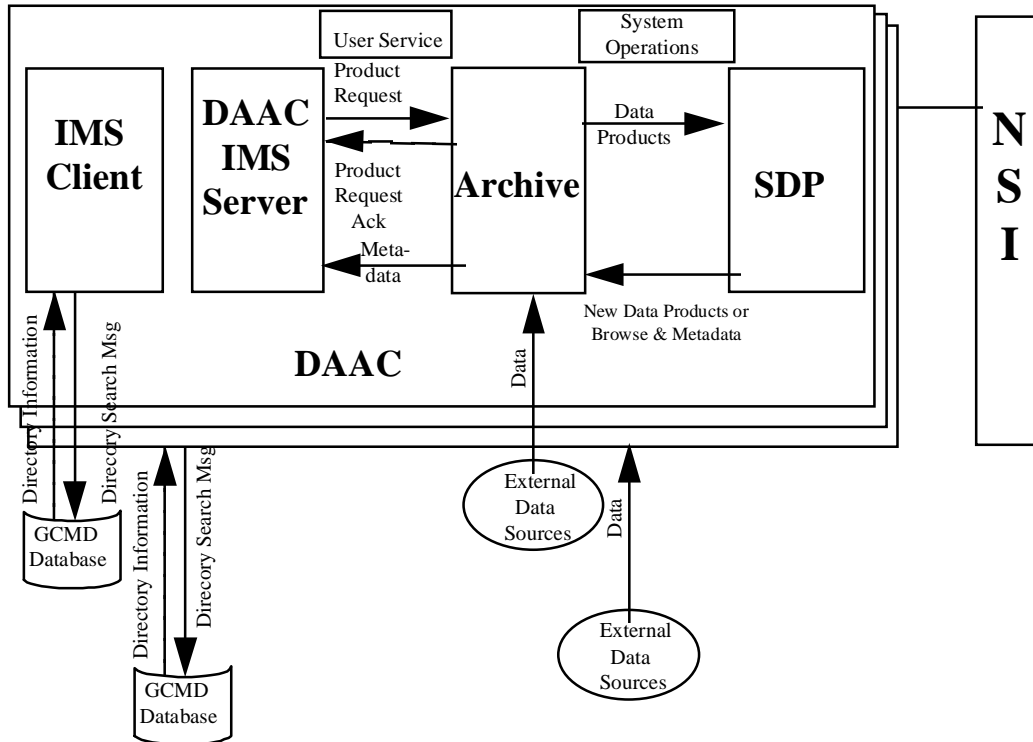 User Service
System
Operations
IMS
Client
DAAC
IMS
Server
Product
Request
Product
Request
Ack
Meta-
data
Archive
Data
Products
SDP
New Data Products or
Browse & Metadata
DAAC
N
S
I
Directory Information
Direcory Search Msg
Data
GCMD
Database
Directory Information
Direcory Search Msg
External
Data
Sources
Data
GCMD
Database
External
Data
Sources